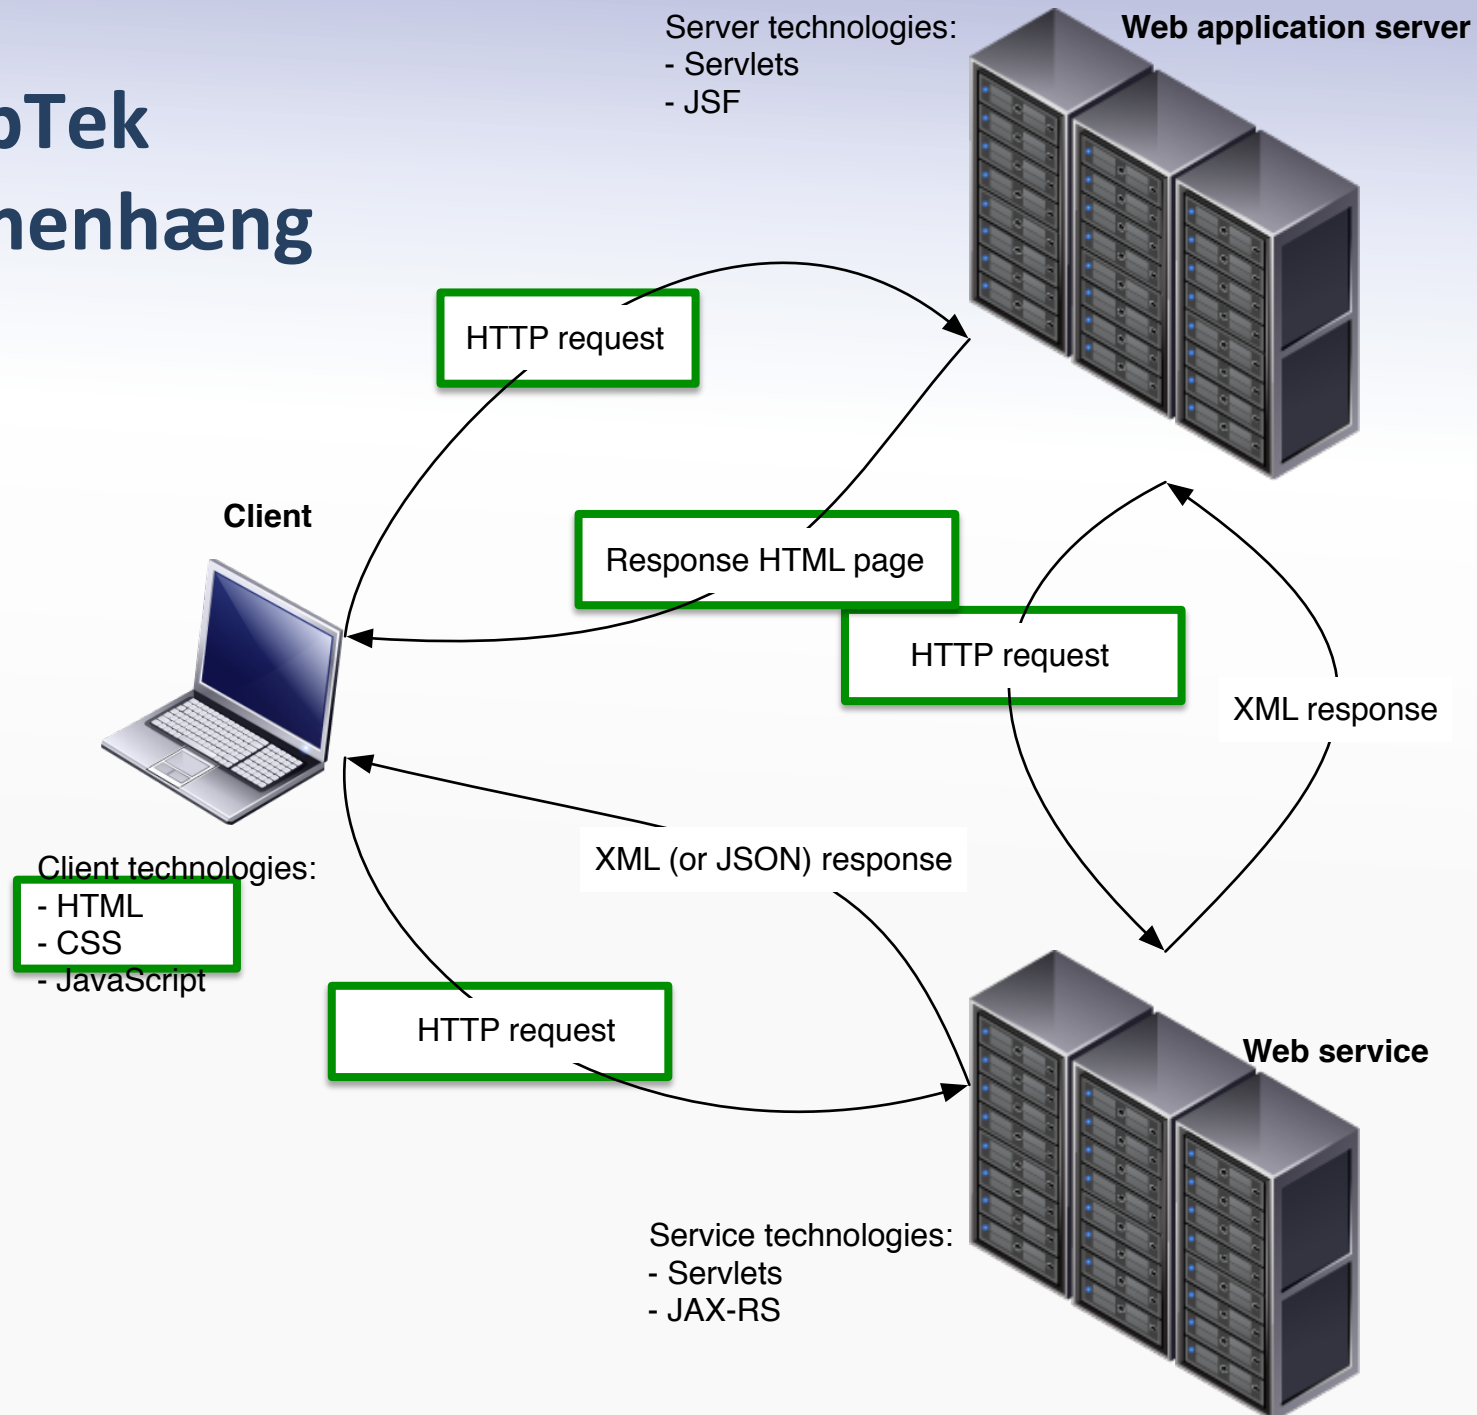 Server technologies:
- Servlets
- JSF
Web application server
bTek
nenhæng
HTTP request
Client
Response HTML page
HTTP request
XML response
XML (or JSON) response
Client technologies:
- HTML
- CSS
- JavaScript
HTTP request
Web service
Service technologies:
- Servlets
- JAX-RS